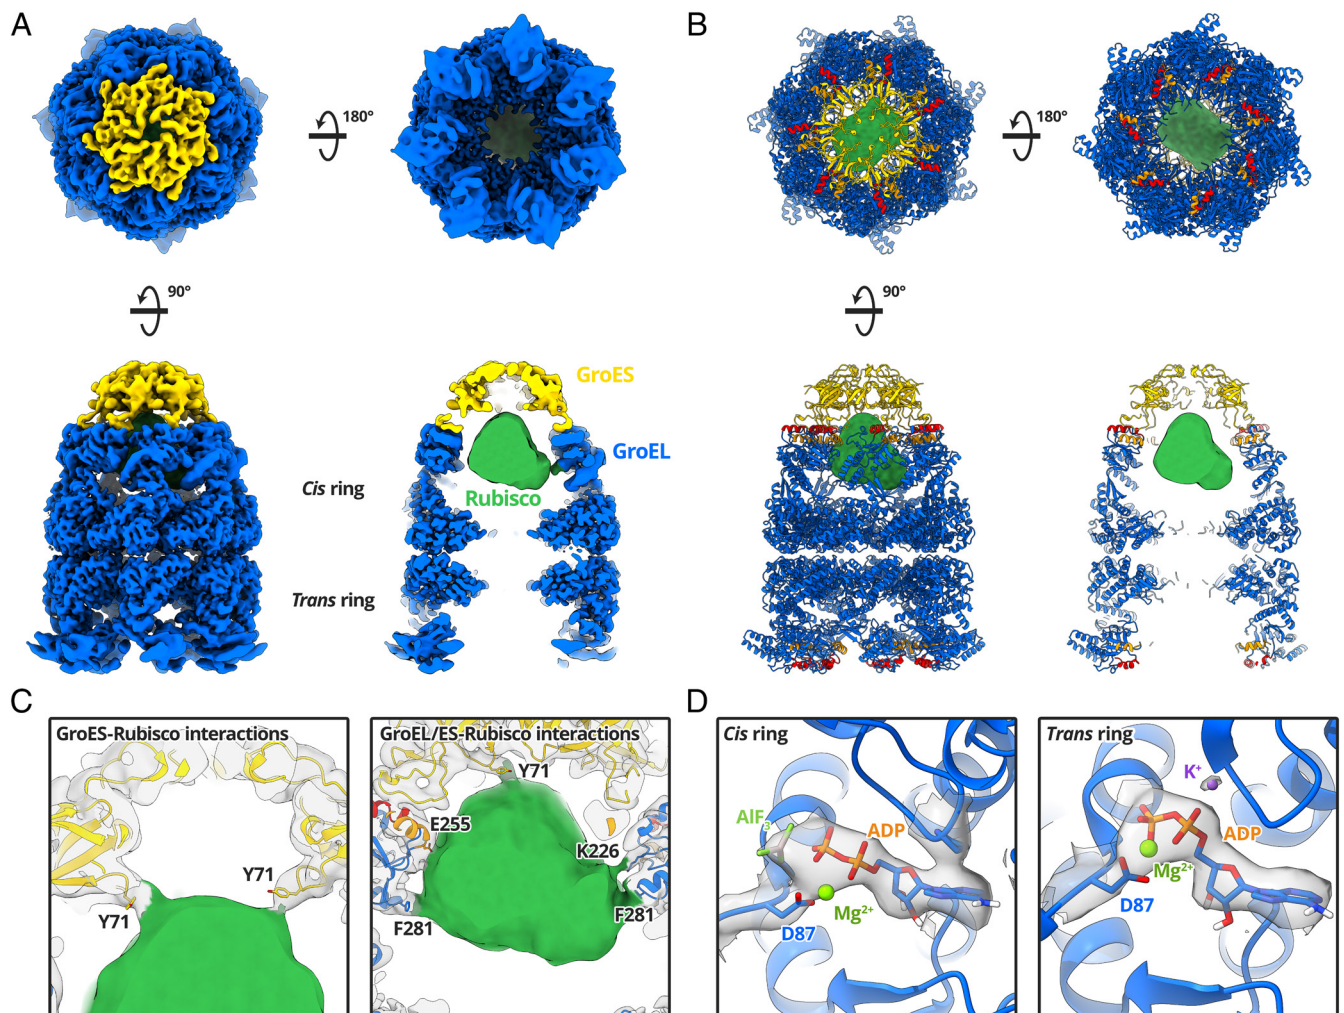 A
180°
90°
GroES
GroEL
Rubisco
Cis ring
Trans ring
B
180°
90°
C
GroES-Rubisco interactions
Y71
Y71
GroEL/ES-Rubisco interactions
Y71
E255
K226
F281
F281
D
Cis ring
AlF₃
ADP
Mg²⁺
D87
Trans ring
K⁺
ADP
Mg²⁺
D87